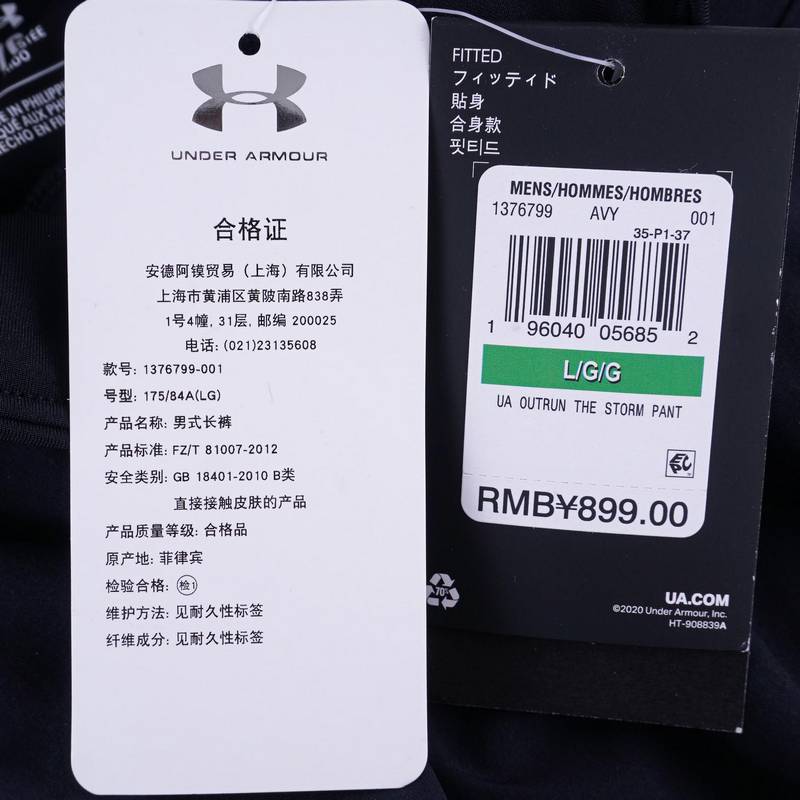 UNDER ARMOUR
合格证
安德阿镆贸易（上海）有限公司
上海市黄浦区黄陂南路838弄
1号4幢, 31层, 邮编 200025
电话: (021)23135608
款号: 1376799-001
号型: 175/84A(LG)
产品名称: 男式长裤
产品标准: FZ/T 81007-2012
安全类别: GB 18401-2010 B类
直接接触皮肤的产品
产品质量等级: 合格品
原产地: 菲律宾
检验合格: 检1
维护方法: 见耐久性标签
纤维成分: 见耐久性标签
FITTED
フィッティド
貼身
合身款
핏티드
MENS/HOMMES/HOMBRES
1376799 AVY 001
35-P1-37
1 96040 05685 2
L/G/G
UA OUTRUN THE STORM PANT
RMB¥899.00
70%
UA.COM
©2020 Under Armour, Inc.
HT-908839A